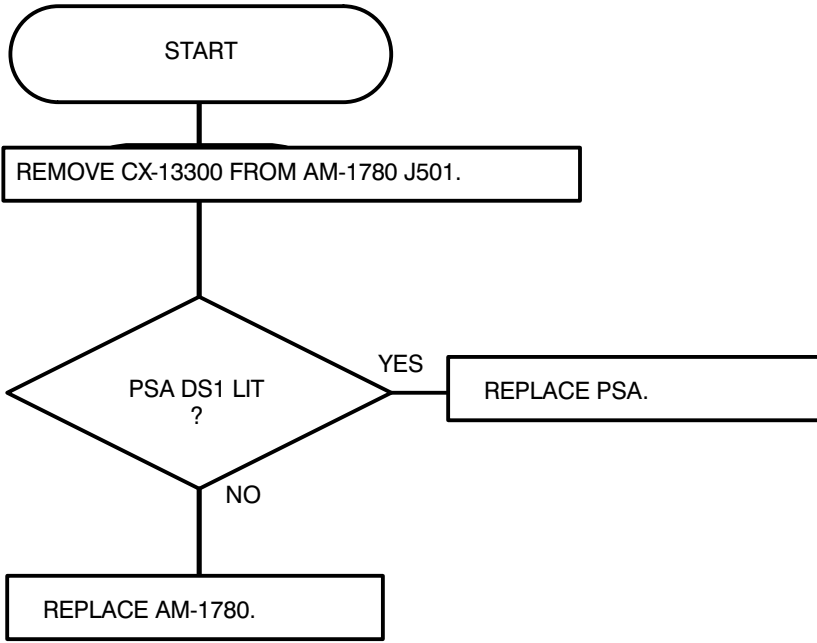 START
REMOVE CX-13300 FROM AM-1780 J501.
PSA DS1 LIT
?
YES
REPLACE PSA.
NO
REPLACE AM-1780.